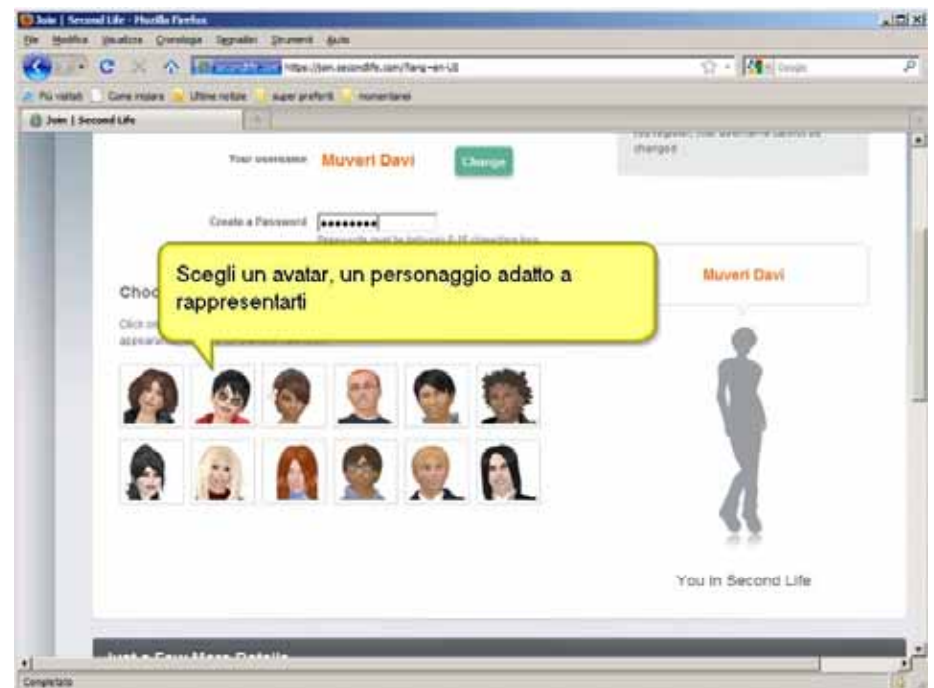 Join | Second Life - Mozilla Firefox
File Modifica Visualizza Cronologia Segnalibri Strumenti Aiuto
https://join.secondlife.com/?lang=en-US
Google
Più visitati Come iniziare Ultime notizie super preferiti momentanei
Join | Second Life
changed
Your username Muveri Davi Change
Create a Password ••••••••
Scegli un avatar, un personaggio adatto a
rappresentarti
Muveri Davi
Choo
Click on
You in Second Life
Just a Few More Details
Completato